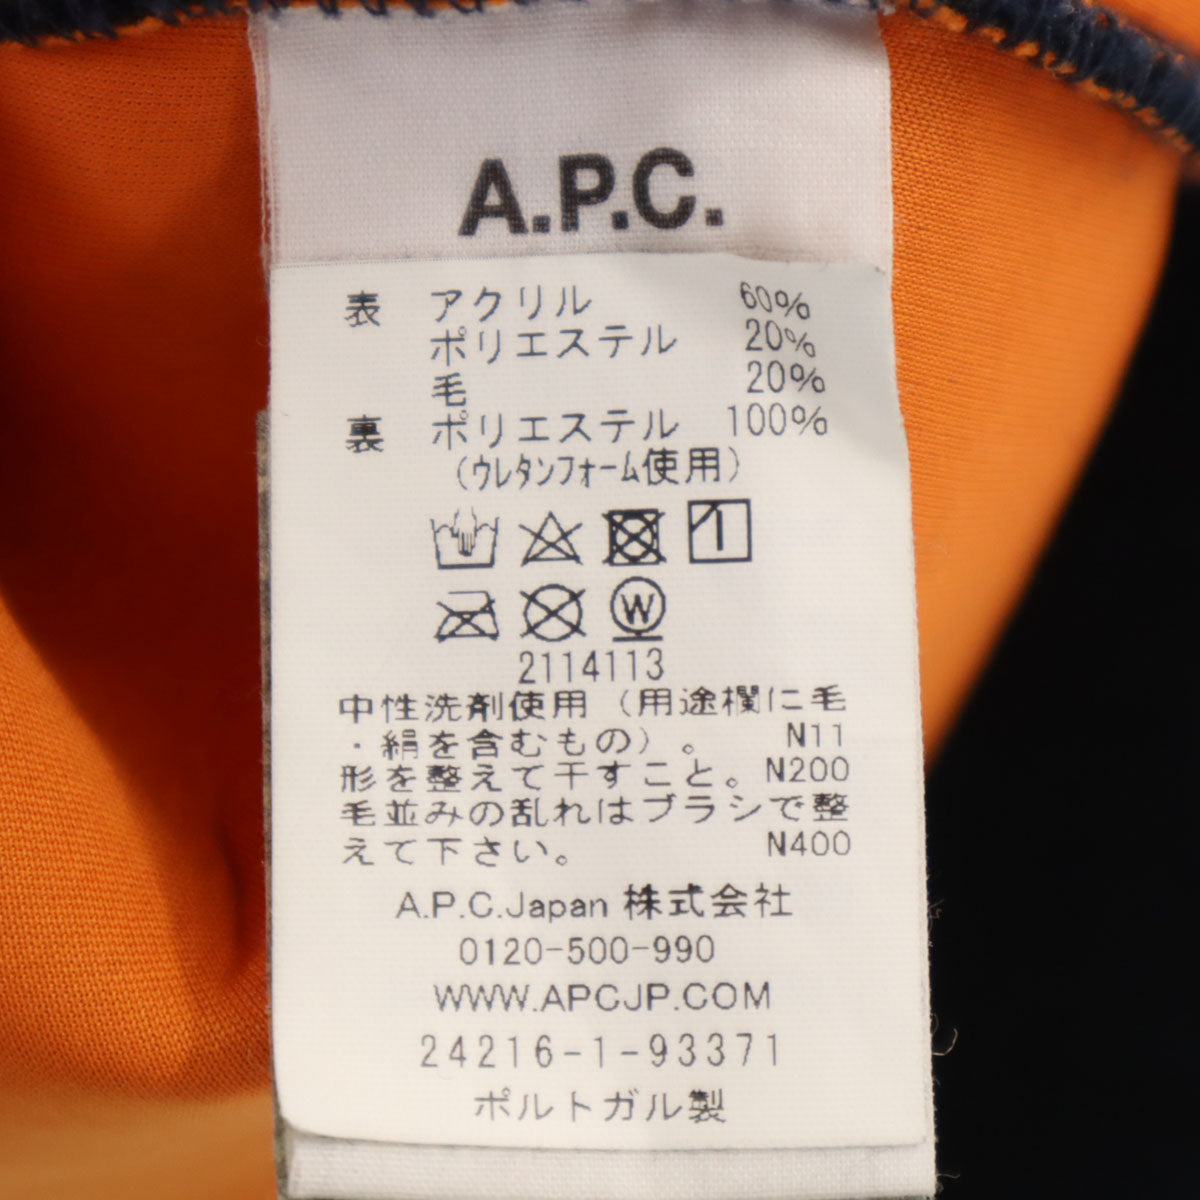 A.P.C.
表 アクリル 60%
ポリエステル 20%
毛 20%
裏 ポリエステル 100%
(ウレタンフォーム使用)
1
W
2114113
中性洗剤使用(用途欄に毛
・絹を含むもの)。 N11
形を整えて干すこと。N200
毛並みの乱れはブラシで整
えて下さい。 N400
A.P.C.Japan 株式会社
0120-500-990
WWW.APCJP.COM
24216-1-93371
ポルトガル製